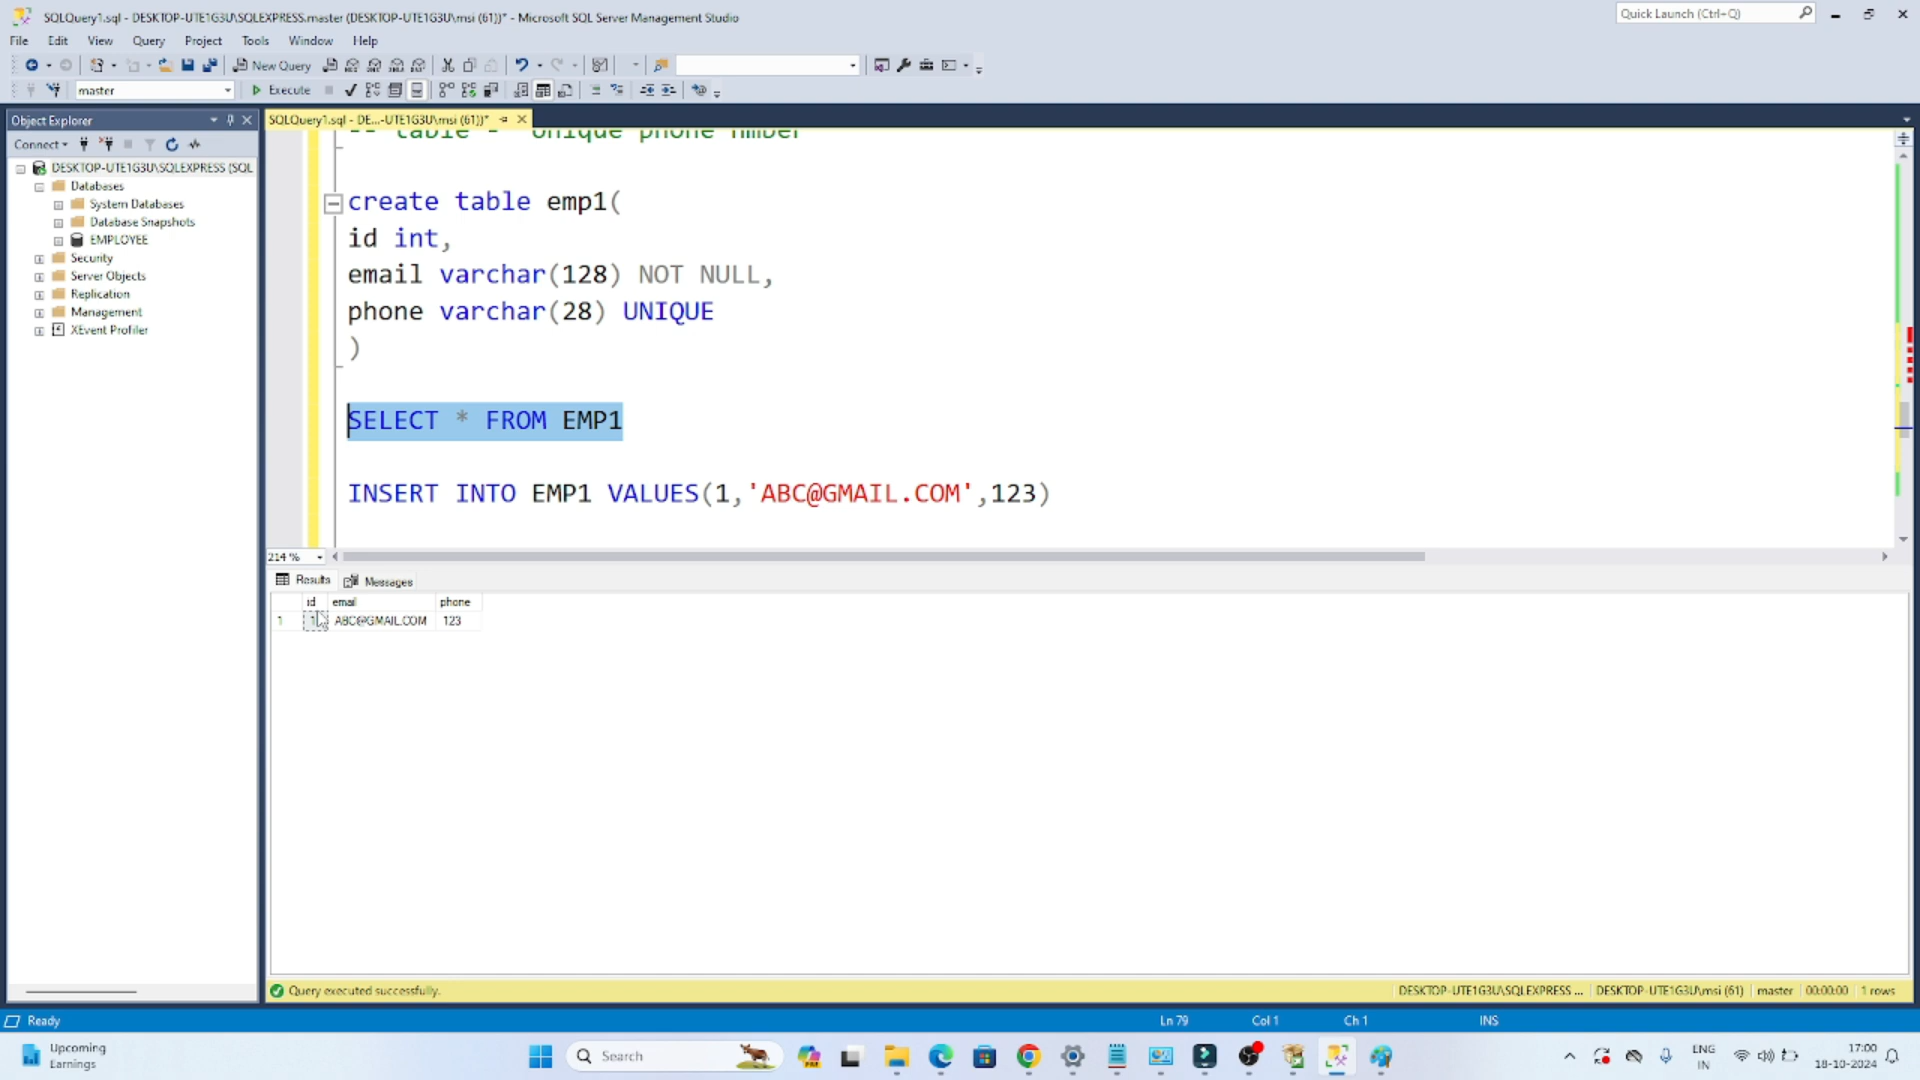 SQLQuery1.sql - DESKTOP-UTE1G3U\SQLEXPRESS.master (DESKTOP-UTE1G3U\msi (61))* - Microsoft SQL Server Management Studio
Quick Launch (Ctrl+Q)
File Edit View Query Project Tools Window Help
New Query
master
Execute
Object Explorer
SQLQuery1.sql - DE...-UTE1G3U\msi (61))*
Connect
DESKTOP-UTE1G3U\SQLEXPRESS (SQL
Databases
System Databases
Database Snapshots
EMPLOYEE
Security
Server Objects
Replication
Management
XEvent Profiler
-- table - Unique phone nmber
create table emp1(
id int,
email varchar(128) NOT NULL,
phone varchar(28) UNIQUE
)
SELECT * FROM EMP1
INSERT INTO EMP1 VALUES(1,'ABC@GMAIL.COM',123)
214 %
Results Messages
id email phone
1 1 ABC@GMAIL.COM 123
Query executed successfully.
DESKTOP-UTE1G3U\SQLEXPRESS ... DESKTOP-UTE1G3U\msi (61) master 00:00:00 1 rows
Ready
Ln 79 Col 1 Ch 1 INS
Upcoming
Earnings
Search
ENG
IN
17:00
18-10-2024